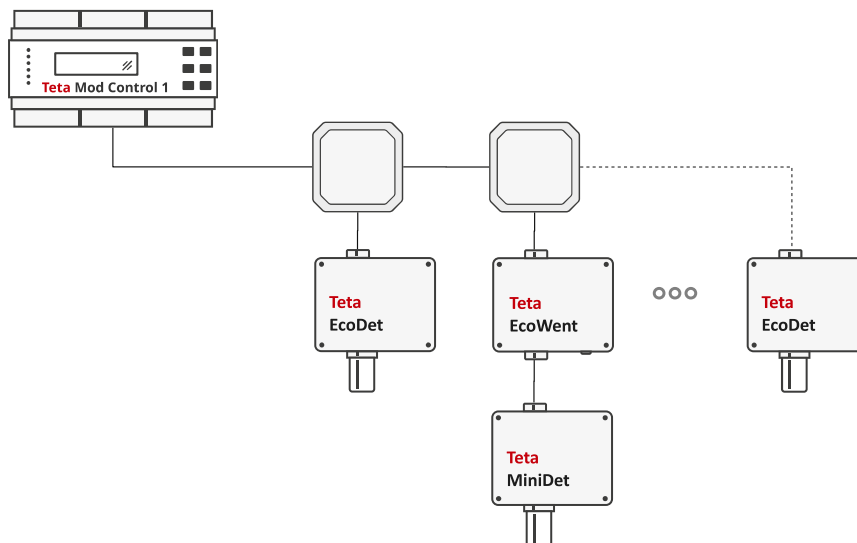 Teta Mod Control 1
Teta
EcoDet
Teta
EcoWent
Teta
EcoDet
Teta
MiniDet